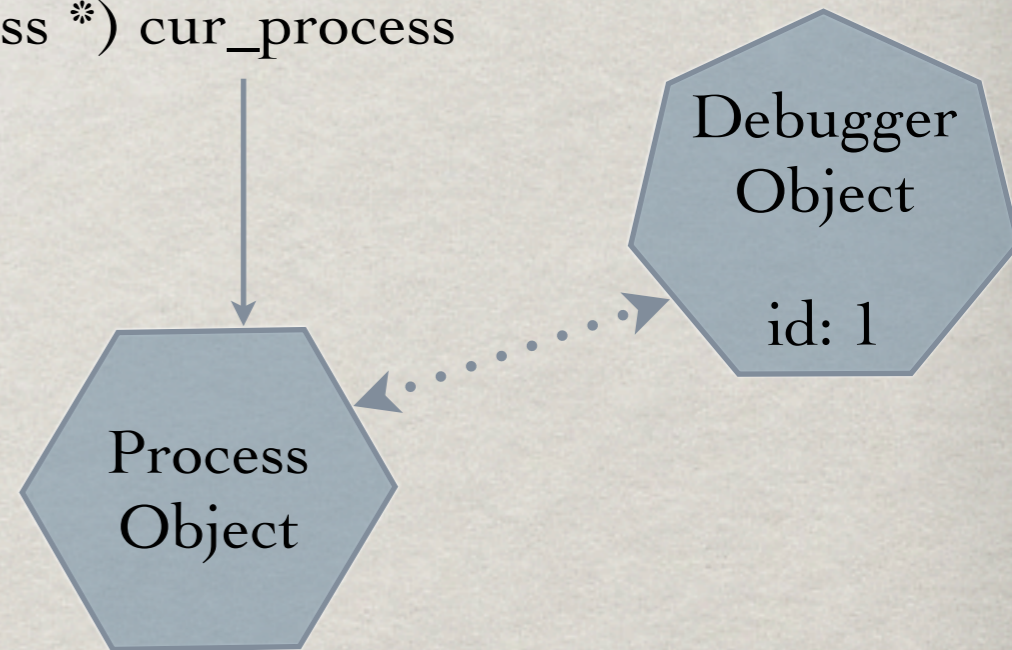 ss *) cur_process
Debugger
Object
id: 1
Process
Object